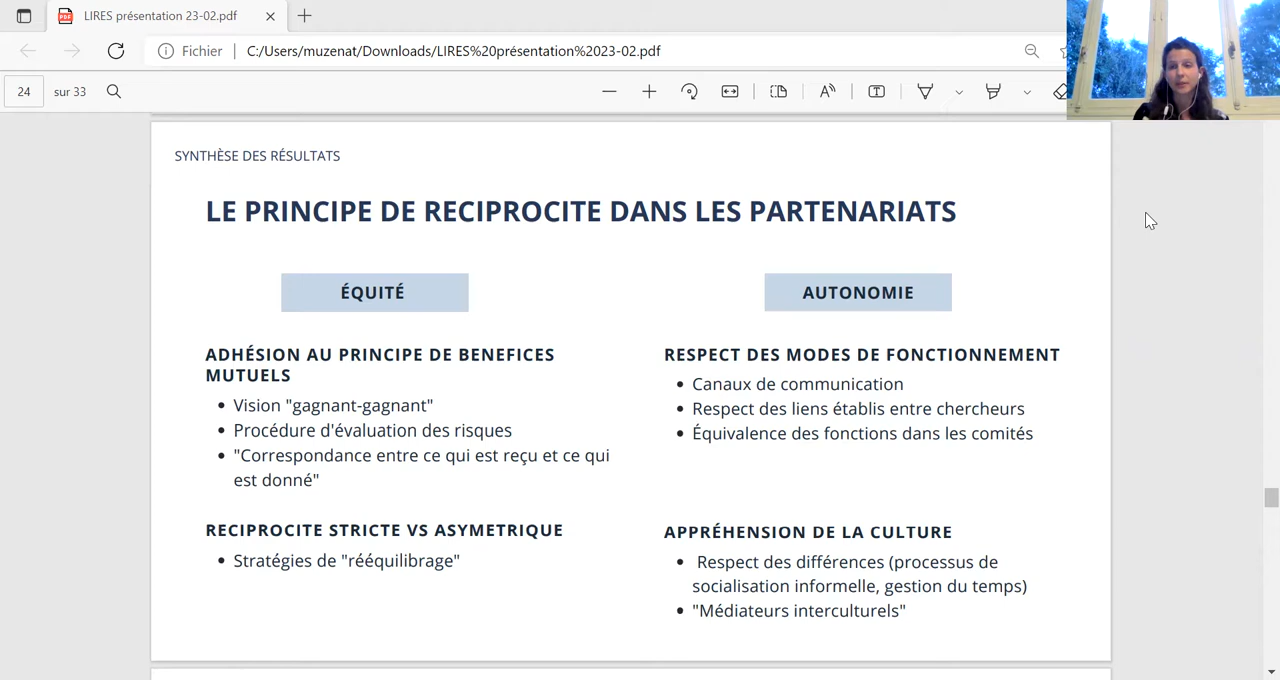 LIRES présentation 23-02.pdf
PDF
Fichier
C:/Users/muzenat/Downloads/LIRES%20présentation%2023-02.pdf
24 sur 33
SYNTHÈSE DES RÉSULTATS
LE PRINCIPE DE RECIPROCITE DANS LES PARTENARIATS
ÉQUITÉ
ADHÉSION AU PRINCIPE DE BENEFICES
MUTUELS
• Vision "gagnant-gagnant"
• Procédure d'évaluation des risques
• "Correspondance entre ce qui est reçu et ce qui
est donné"
RECIPROCITE STRICTE VS ASYMETRIQUE
• Stratégies de "rééquilibrage"
AUTONOMIE
RESPECT DES MODES DE FONCTIONNEMENT
• Canaux de communication
• Respect des liens établis entre chercheurs
• Équivalence des fonctions dans les comités
APPRÉHENSION DE LA CULTURE
• Respect des différences (processus de
socialisation informelle, gestion du temps)
• "Médiateurs interculturels"